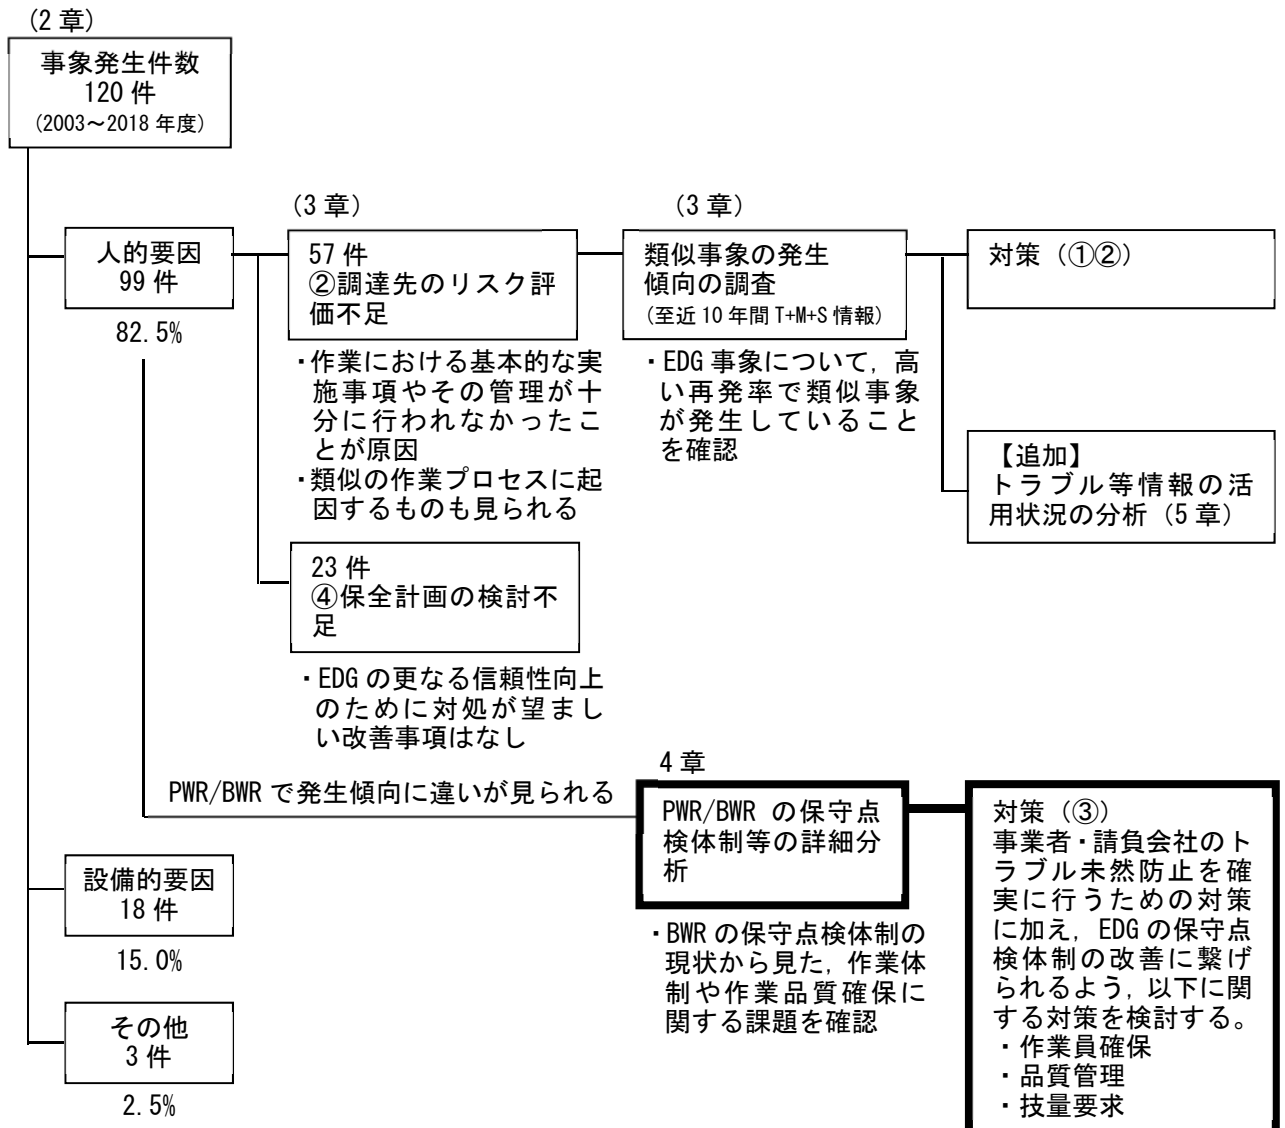 (2 章)
事象発生件数
120 件
(2003～2018 年度)
人的要因
99 件
82.5%
(3 章)
57 件
②調達先のリスク評
価不足
・作業における基本的な実
施事項やその管理が十
分に行われなかったこ
とが原因
・類似の作業プロセスに起
因するものも見られる
23 件
④保全計画の検討不
足
・EDG の更なる信頼性向上
のために対処が望まし
い改善事項はなし
(3 章)
類似事象の発生
傾向の調査
(至近 10 年間 T+M+S 情報)
・EDG 事象について，高
い再発率で類似事象
が発生していること
を確認
対策（①②）
【追加】
トラブル等情報の活
用状況の分析（5 章）
PWR/BWR で発生傾向に違いが見られる
4 章
PWR/BWR の保守点
検体制等の詳細分
析
・BWR の保守点検体制の
現状から見た，作業体
制や作業品質確保に
関する課題を確認
対策（③）
事業者・請負会社のト
ラブル未然防止を確
実に行うための対策
に加え，EDG の保守点
検体制の改善に繋げ
られるよう，以下に関
する対策を検討する。
・作業員確保
・品質管理
・技量要求
設備的要因
18 件
15.0%
その他
3 件
2.5%